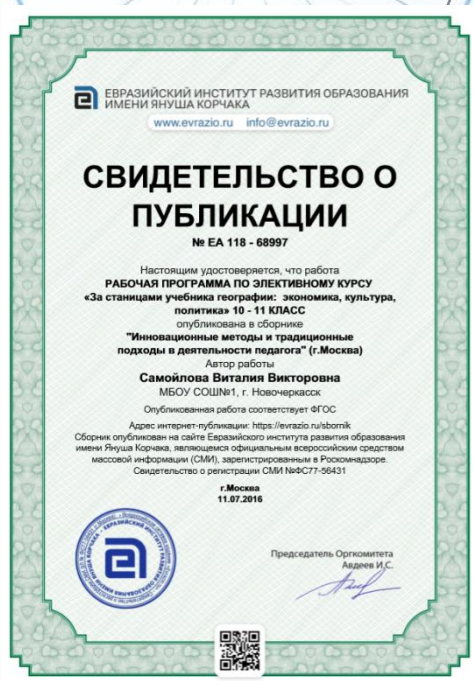 ЕВРАЗИЙСКИЙ ИНСТИТУТ РАЗВИТИЯ ОБРАЗОВАНИЯ
ИМЕНИ ЯНУША КОРЧАКА
www.evrazio.ru info@evrazio.ru
СВИДЕТЕЛЬСТВО О
ПУБЛИКАЦИИ
№ EA 118 - 68997
Настоящим удостоверяется, что работа
РАБОЧАЯ ПРОГРАММА ПО ЭЛЕКТИВНОМУ КУРСУ
«За станицами учебника географии: экономика, культура,
политика» 10 - 11 КЛАСС
опубликована в сборнике
"Инновационные методы и традиционные
подходы в деятельности педагога" (г.Москва)
Автор работы
Самойлова Виталия Викторовна
МБОУ СОШ№1, г. Новочеркасск
Опубликованная работа соответствует ФГОС
Адрес интернет-публикации: https://evrazio.ru/sbornik
Сборник опубликован на сайте Евразийского института развития образования
имени Януша Корчака, являющемся официальным всероссийским средством
массовой информации (СМИ), зарегистрированным в Роскомнадзоре.
Свидетельство о регистрации СМИ №ФС77-56431
г.Москва
11.07.2016
Председатель Оргкомитета
Авдеев И.С.